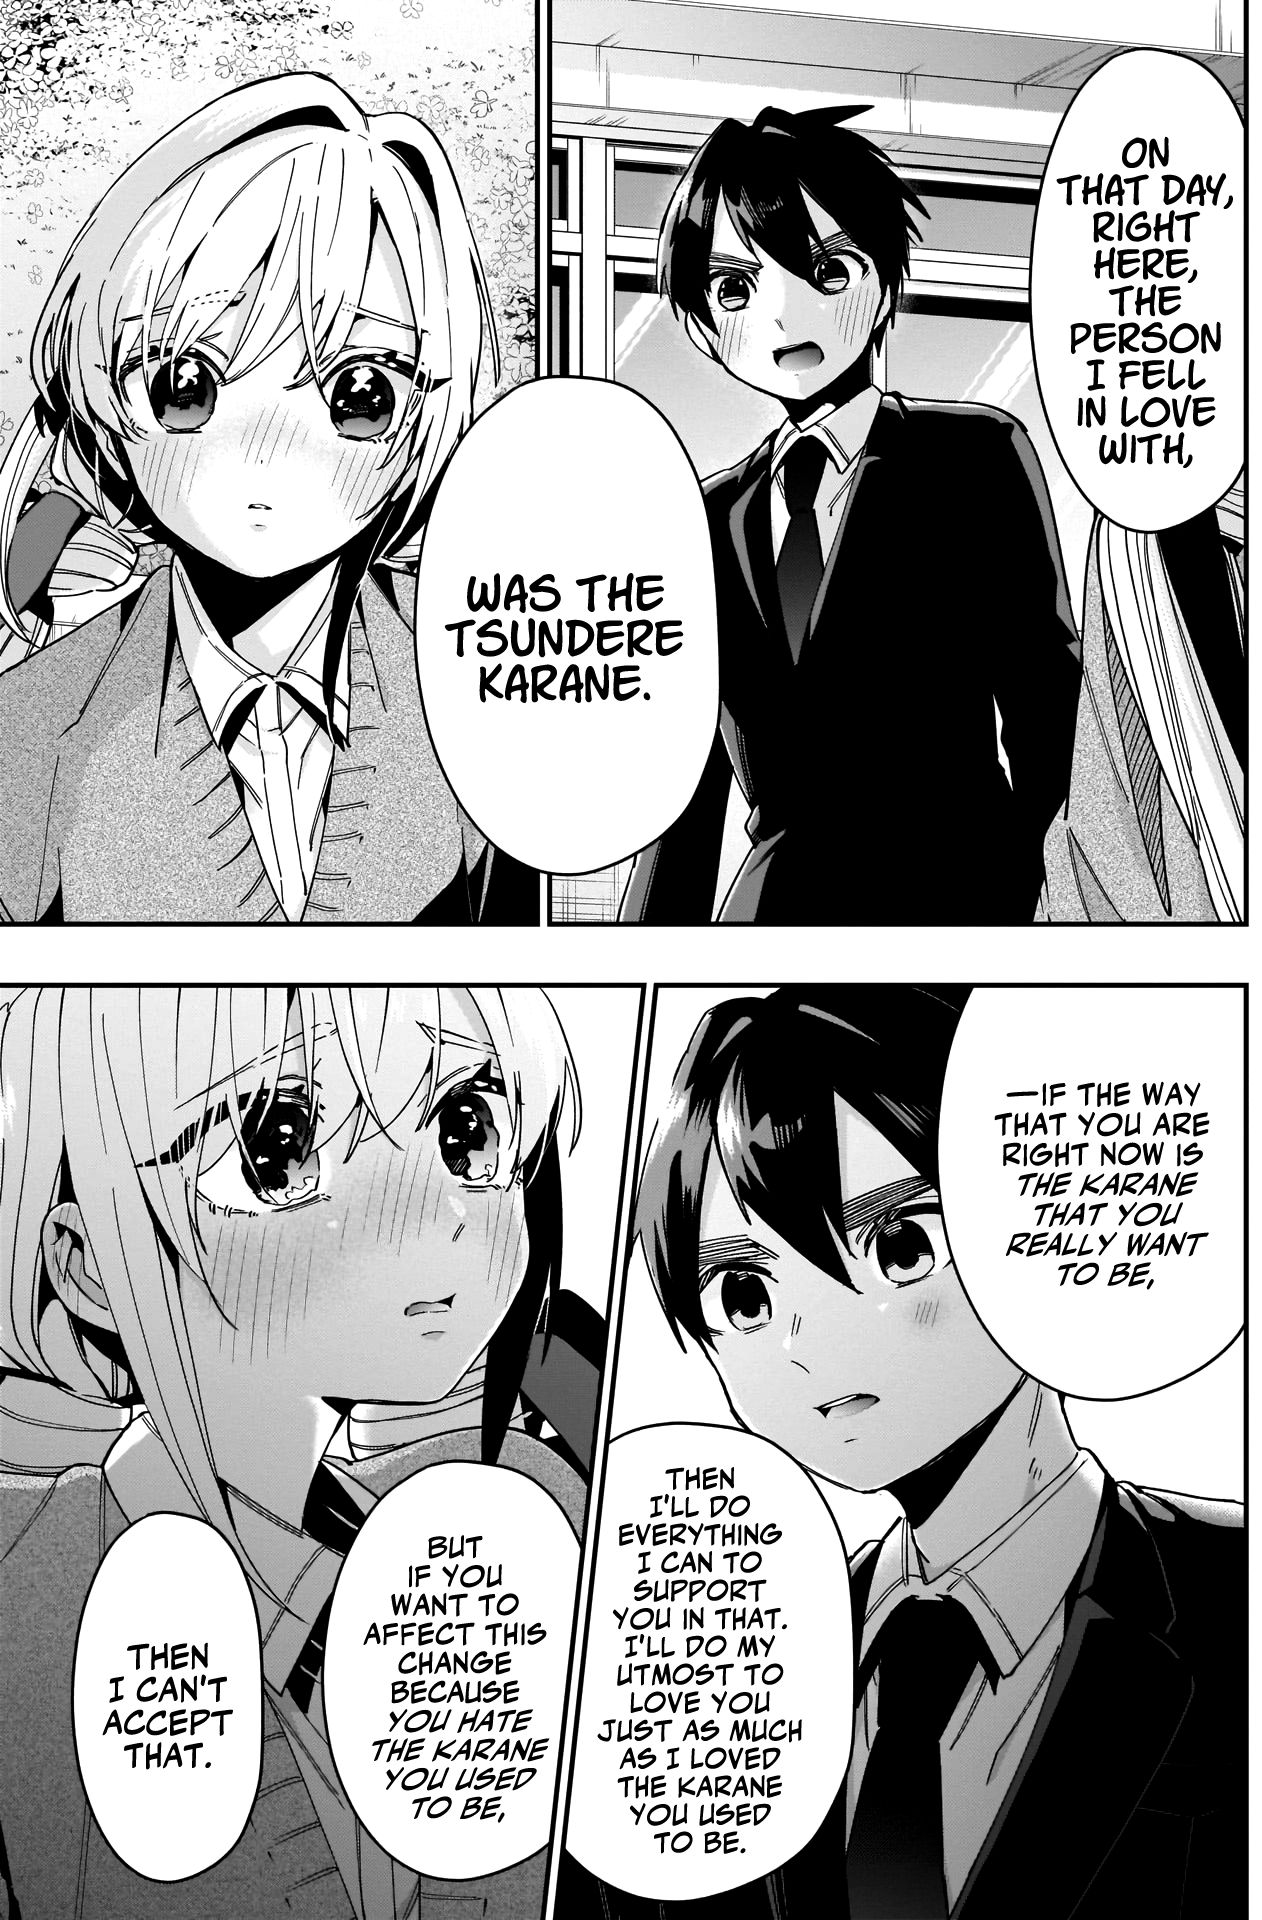 ON
THAT DAY,
RIGHT
HERE,
THE
PERSON
I FELL
IN LOVE
WITH,
WAS THE
TSUNDERE
KARANE.
—IF THE WAY
THAT YOU ARE
RIGHT NOW IS
THE KARANE
THAT YOU
REALLY WANT
TO BE,
THEN
I'LL DO
EVERYTHING
I CAN TO
SUPPORT
YOU IN THAT.
I'LL DO MY
UTMOST TO
LOVE YOU
JUST AS MUCH
AS I LOVED
THE KARANE
YOU USED
TO BE.
BUT
IF YOU
WANT TO
AFFECT THIS
CHANGE
BECAUSE
YOU HATE
THE KARANE
YOU USED
TO BE,
THEN
I CAN'T
ACCEPT
THAT.